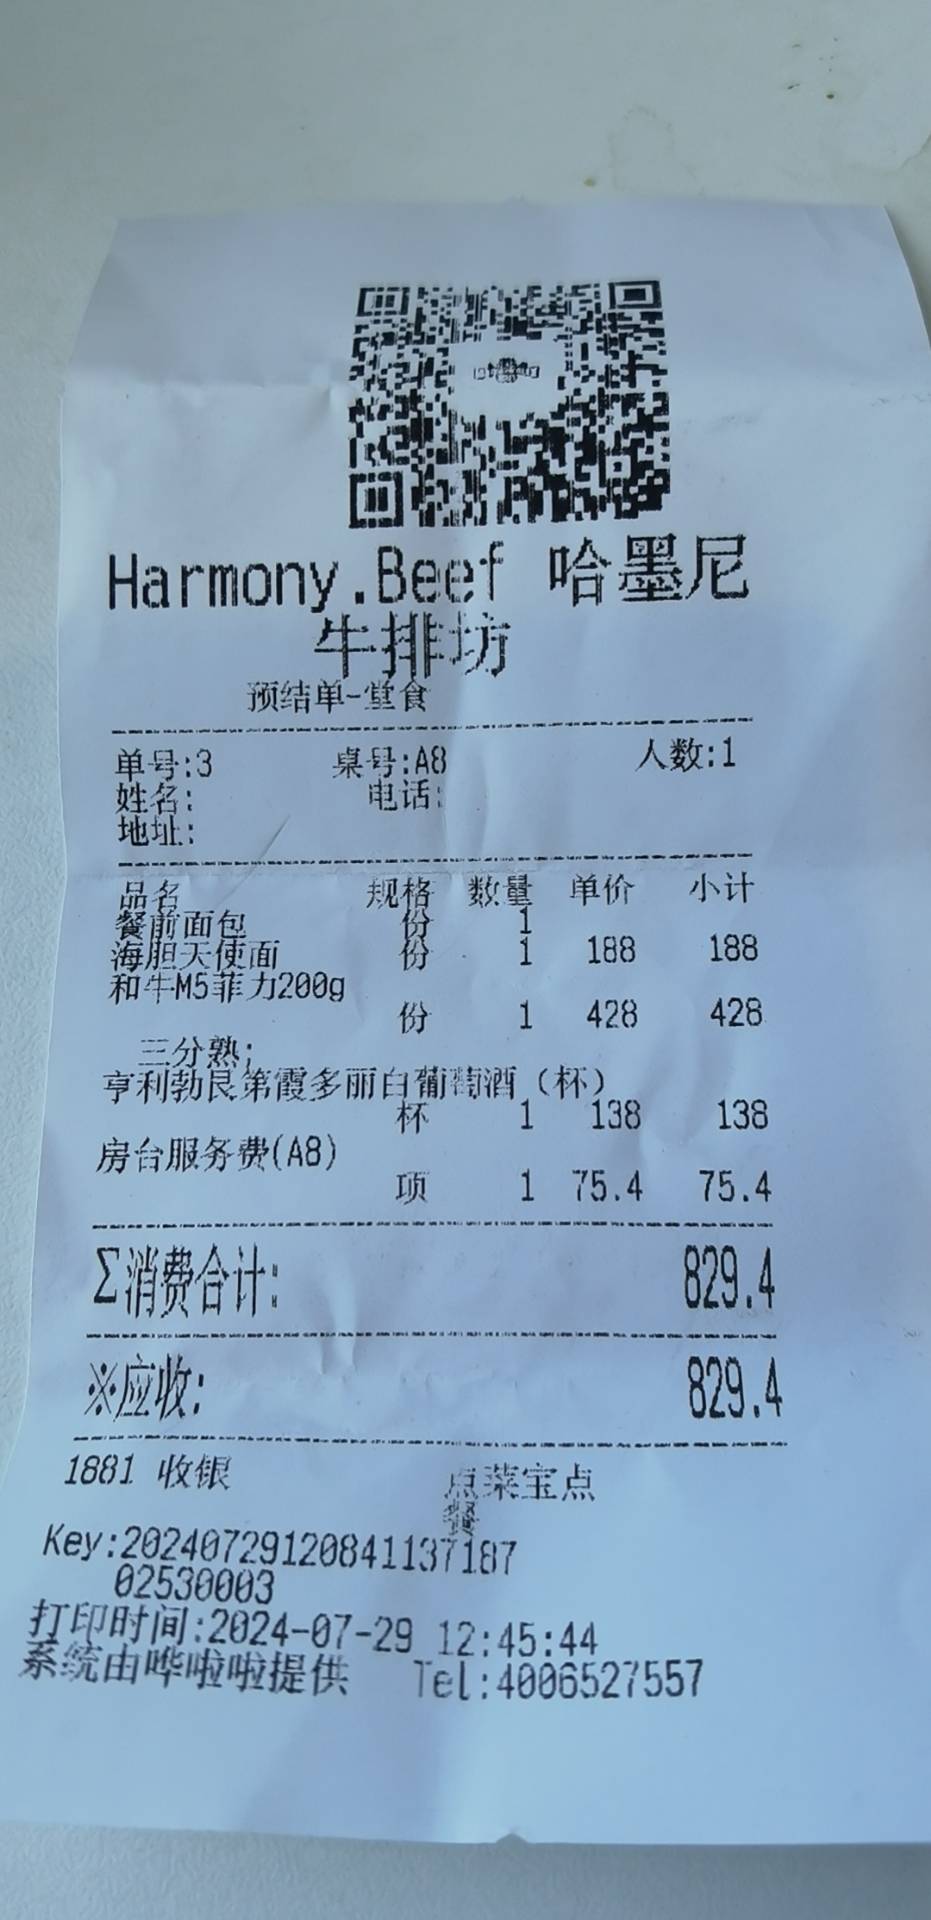 Harmony.Beef 哈墨尼
牛排坊
预结单-堂食
单号:3 桌号:A8 人数:1
姓名: 电话:
地址:
品名 规格 数量 单价 小计
餐前面包 份 1
海胆天使面 份 1 188 188
和牛M5菲力200g
份 1 428 428
三分熟;
亨利勃艮第霞多丽白葡萄酒（杯）
杯 1 138 138
房台服务费(A8)
项 1 75.4 75.4
Σ消费合计: 829.4
※应收: 829.4
1881 收银 点菜宝点
餐
Key:20240729120841137187
02530003
打印时间:2024-07-29 12:45:44
系统由哗啦啦提供 Tel:4006527557